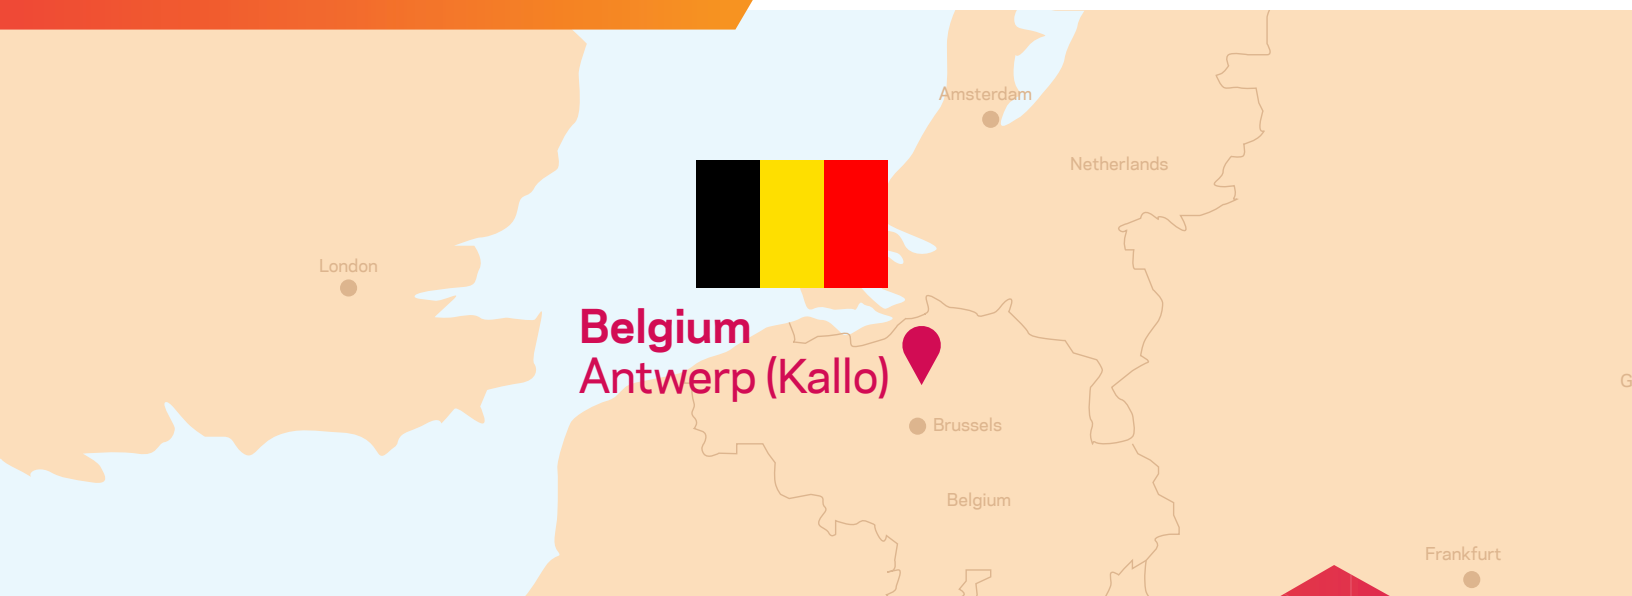 Amsterdam
Netherlands
London
Belgium
Antwerp (Kallo)
G
Brussels
Belgium
Frankfurt